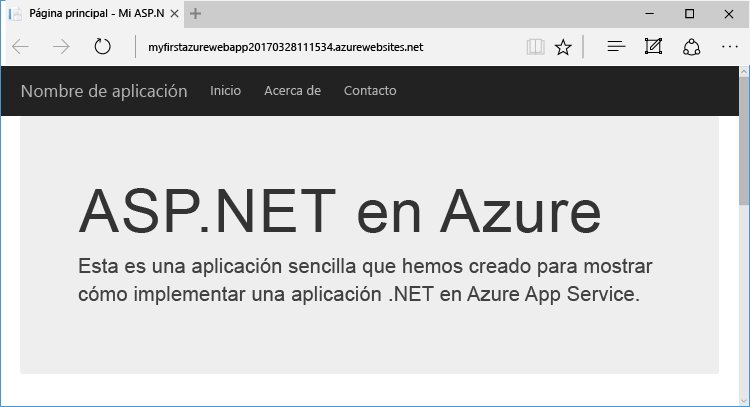 Página principal - Mi ASP.N
myfirstazurewebapp20170328111534.azurewebsites.net
Nombre de aplicación Inicio Acerca de Contacto
ASP.NET en Azure
Esta es una aplicación sencilla que hemos creado para mostrar
cómo implementar una aplicación .NET en Azure App Service.